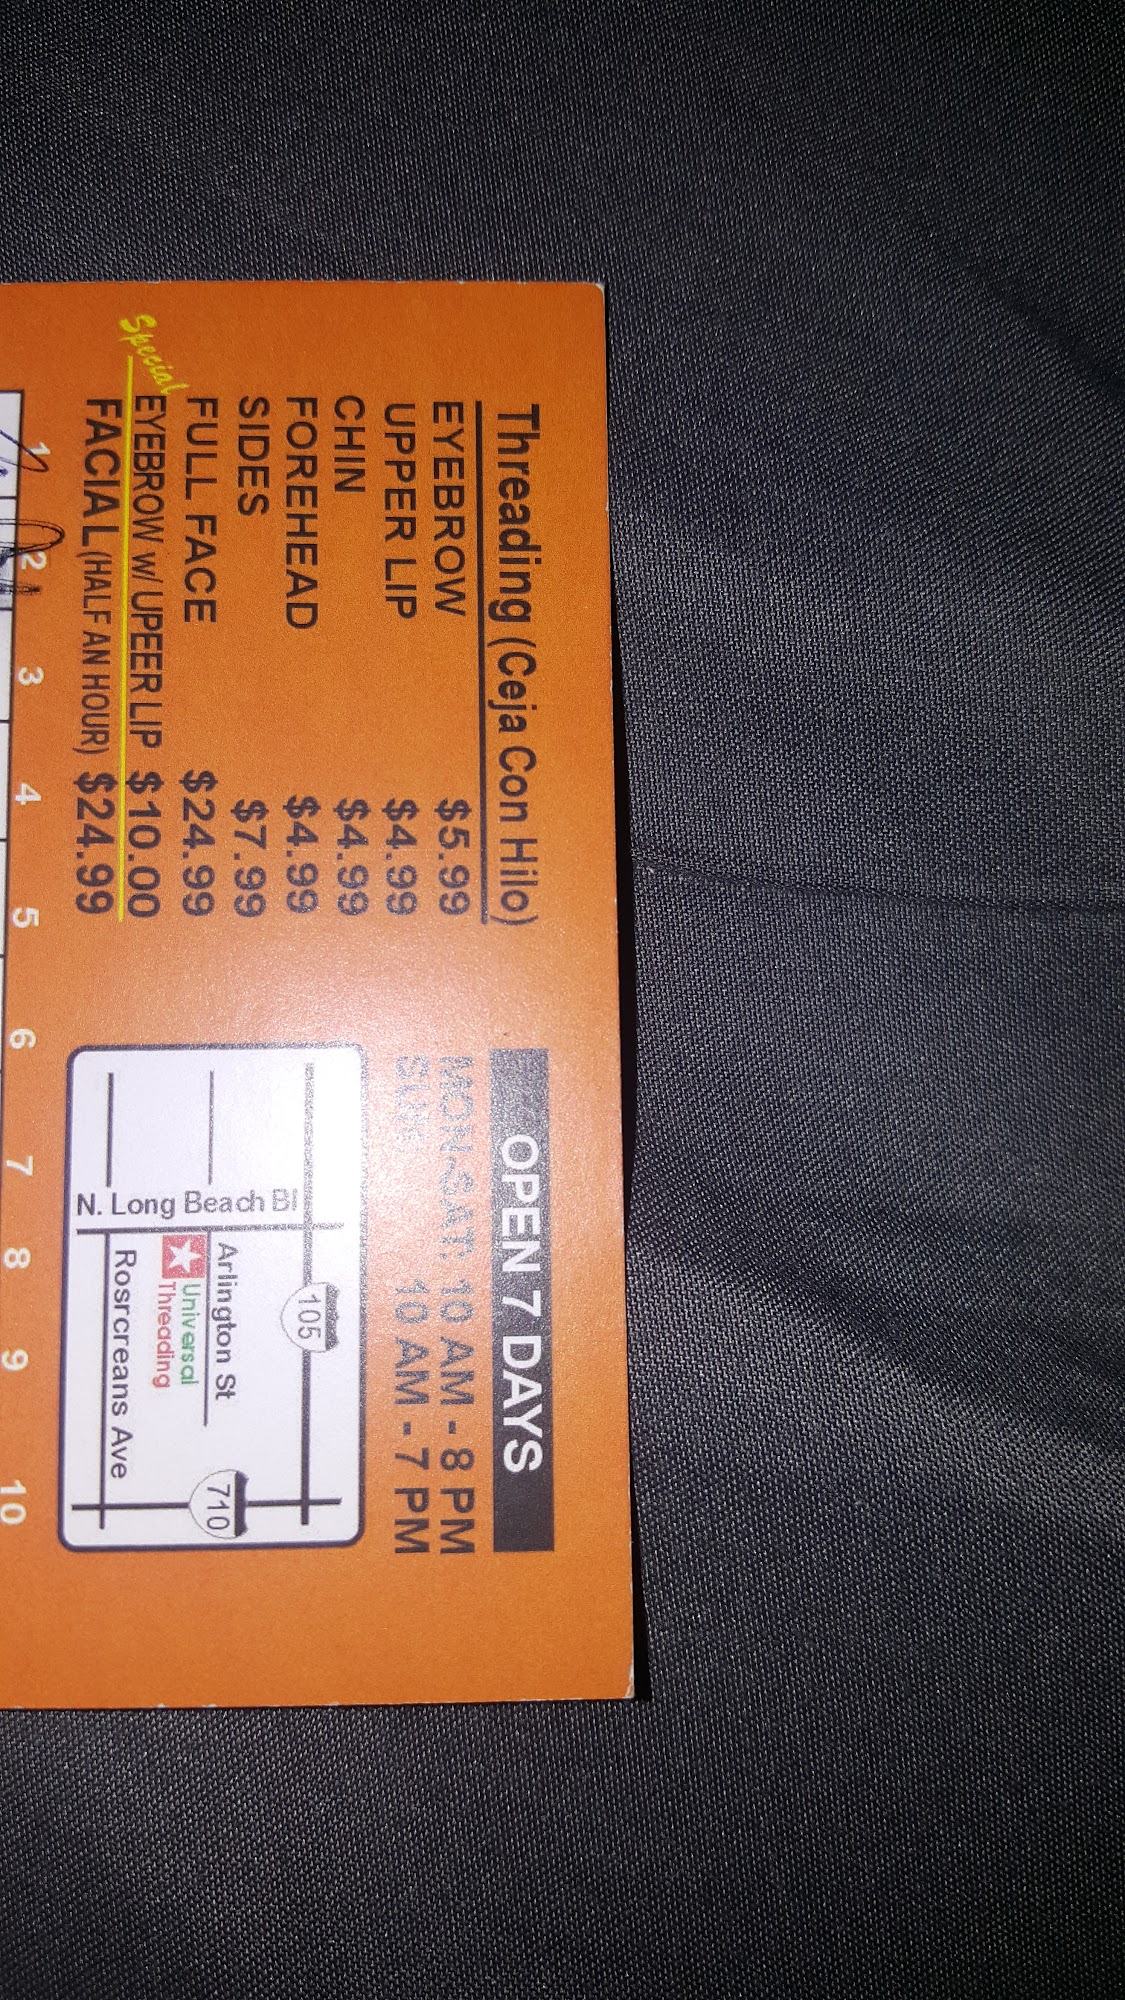 Threading (Ceja Con Hilo)
EYEBROW $5.99
UPPER LIP $4.99
CHIN $4.99
FOREHEAD $4.99
SIDES $7.99
FULL FACE $24.99
Special
EYEBROW w/ UPEER LIP $10.00
FACIAL (HALF AN HOUR) $24.99
OPEN 7 DAYS
MON-SAT: 10 AM - 8 PM
SUN: 10 AM - 7 PM
105
N. Long Beach Bl
Arlington St
710
Universal
Threading
Rosrcreans Ave
1 2 3 4 5 6 7 8 9 10